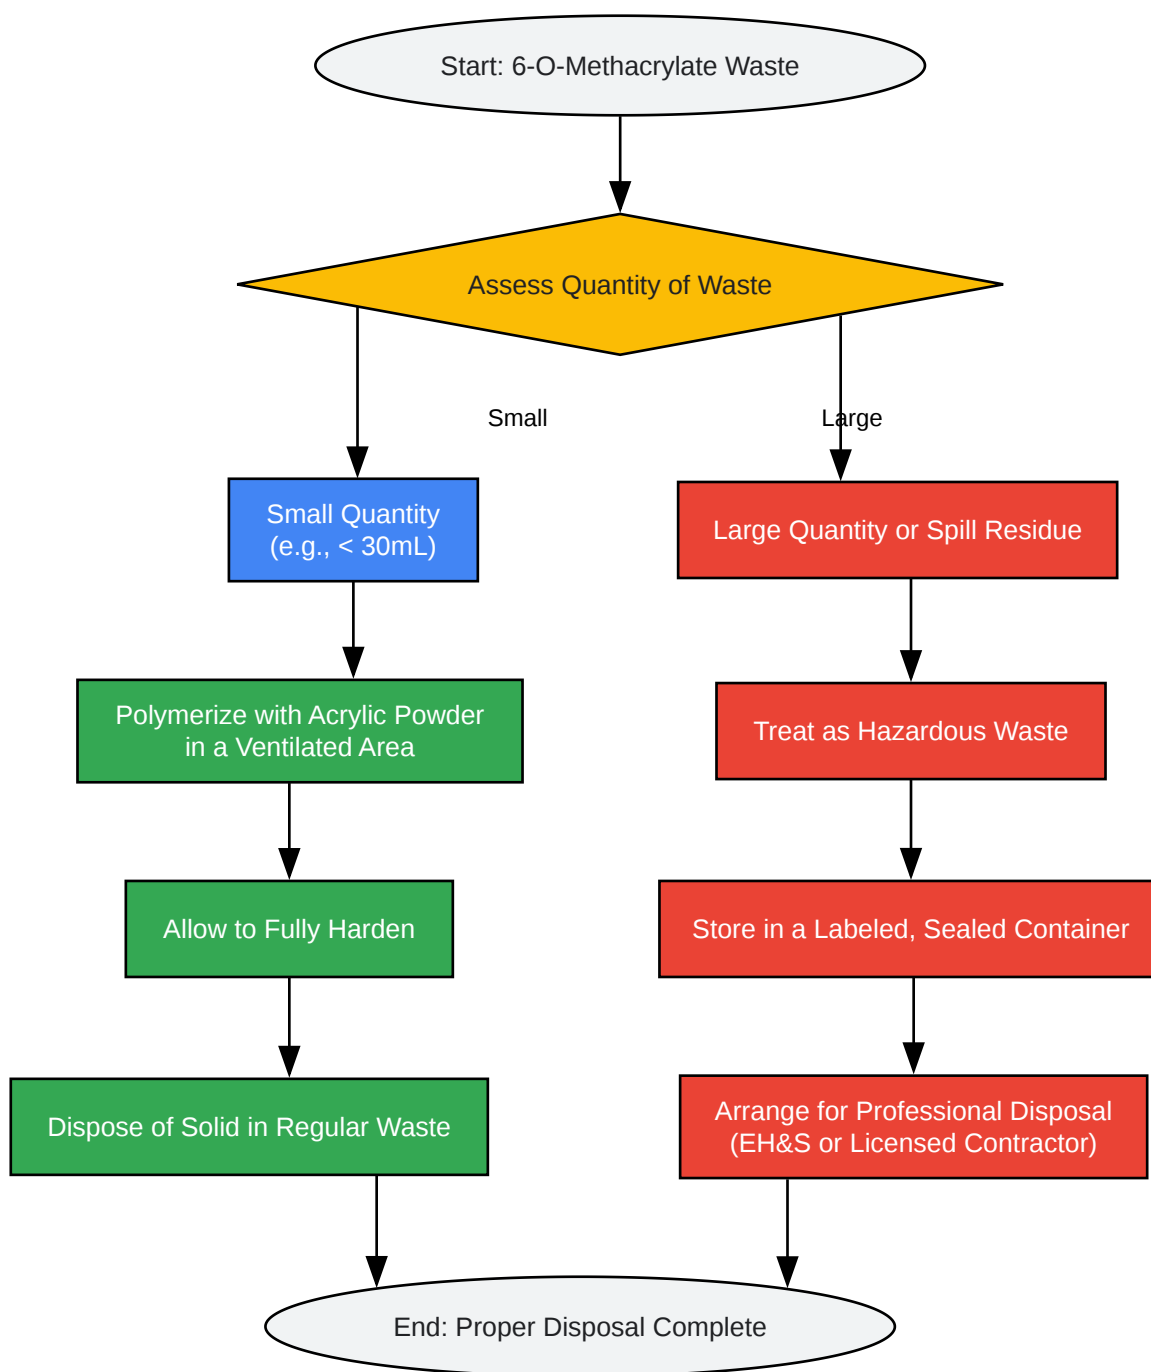 Start: 6-O-Methacrylate Waste
Assess Quantity of Waste
Small
Large
Small Quantity
(e.g., < 30mL)
Large Quantity or Spill Residue
Polymerize with Acrylic Powder
in a Ventilated Area
Treat as Hazardous Waste
Allow to Fully Harden
Store in a Labeled, Sealed Container
Dispose of Solid in Regular Waste
Arrange for Professional Disposal
(EH&S or Licensed Contractor)
End: Proper Disposal Complete